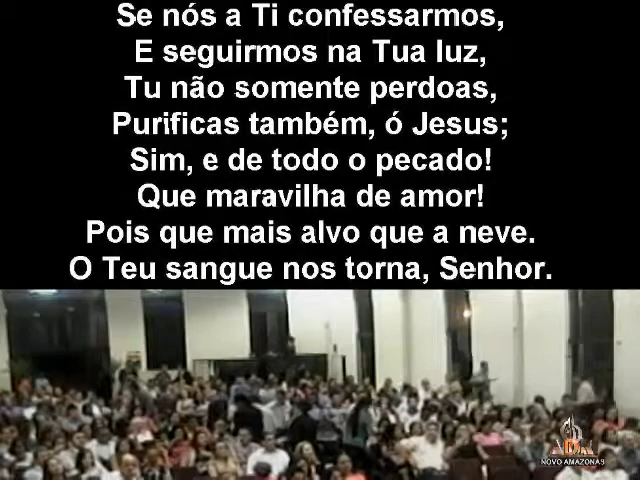 Se nós a Ti confessarmos,
E seguirmos na Tua luz,
Tu não somente perdoas,
Purificas também, ó Jesus;
Sim, e de todo o pecado!
Que maravilha de amor!
Pois que mais alvo que a neve.
O Teu sangue nos torna, Senhor.
NOVO AMAZONAS